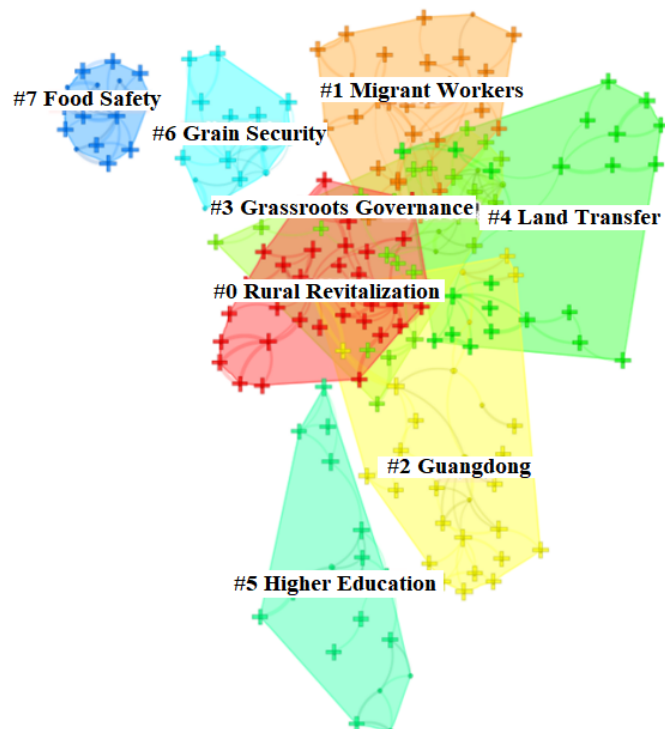 #1 Migrant Workers
#7 Food Safety
#6 Grain Security
#3 Grassroots Governance
#4 Land Transfer
#0 Rural Revitalization
#2 Guangdong
#5 Higher Education